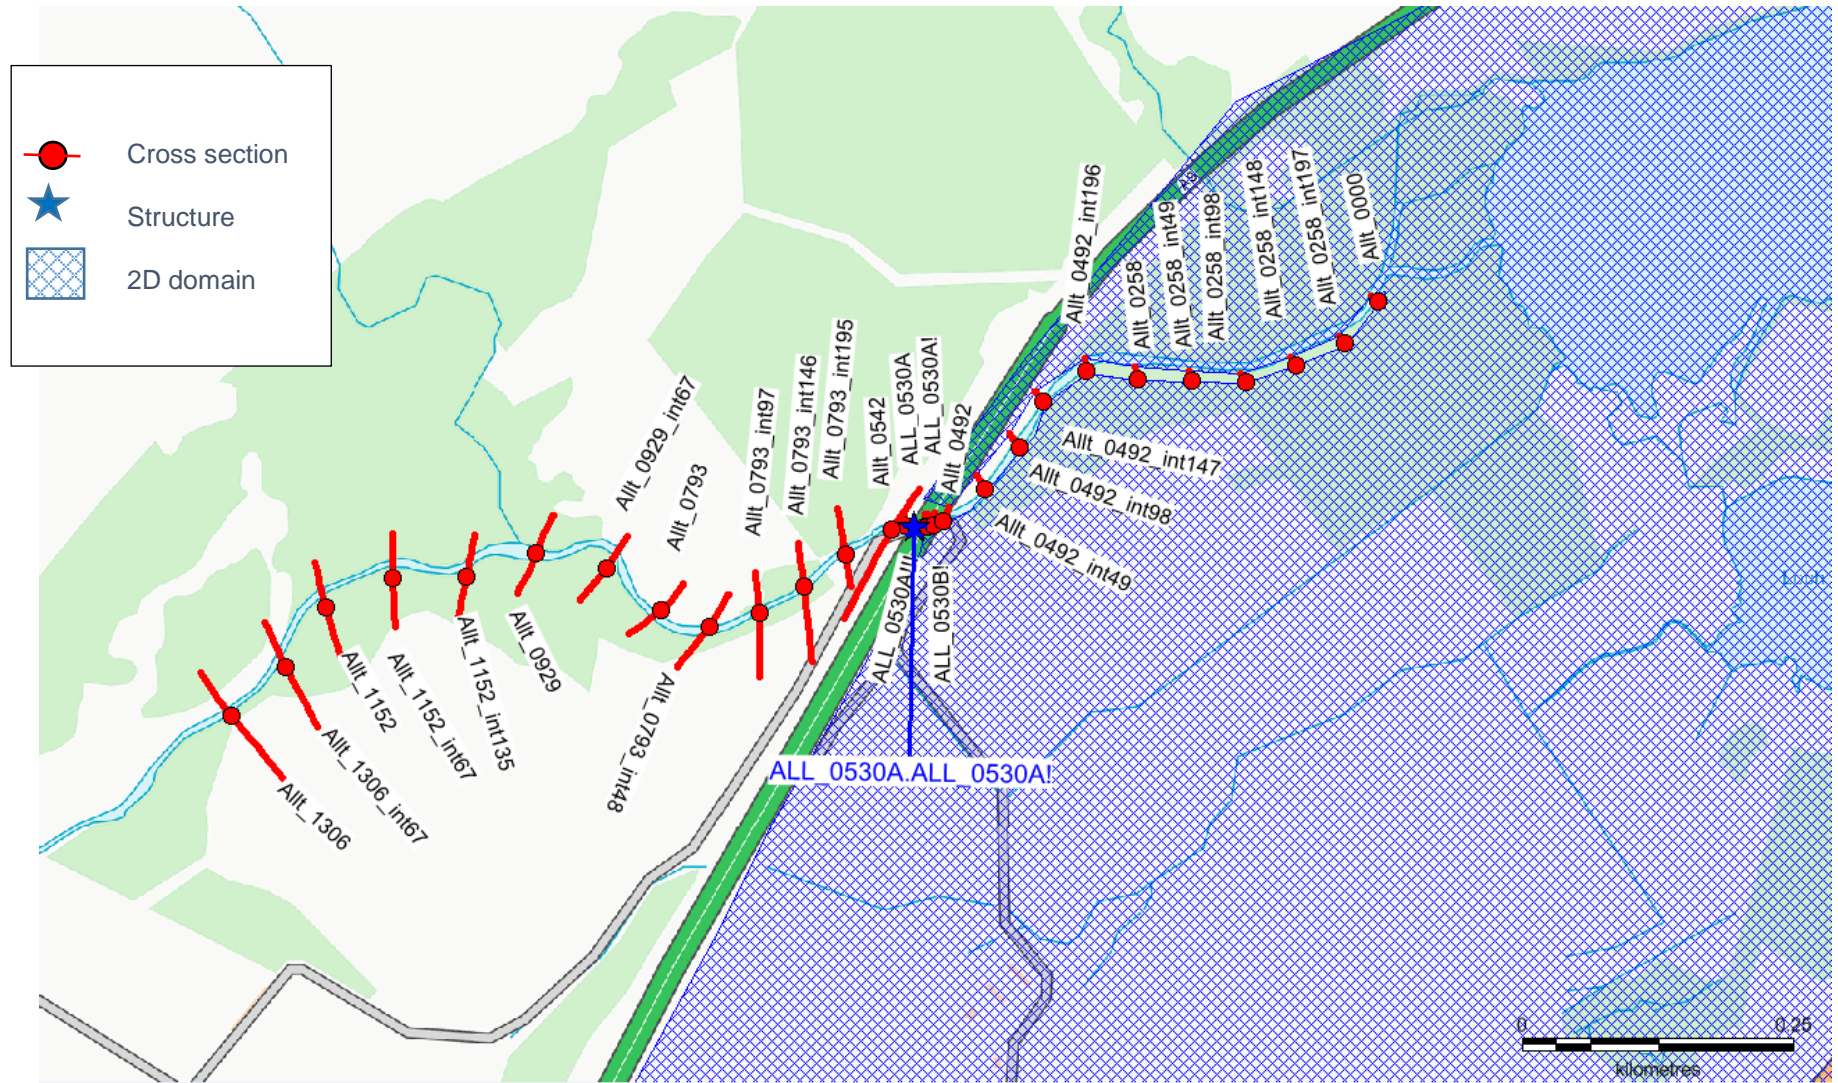 Cross section
Structure
2D domain
A9
Allt_0492_int196
Allt_0258
Allt_0258_int49
Allt_0258_int98
Allt_0258_int148
Allt_0258_int197
Allt_0000
Allt_0929_int67
Allt_0793
Allt_0793_int97
Allt_0793_int146
Allt_0793_int195
Allt_0542
ALL_0530A
ALL_0530A!
Allt_0492
Allt_0492_int147
Allt_0492_int98
Allt_0492_int49
ALL_0530B!
Allt_1306
Allt_1306_int67
Allt_1152
Allt_1152_int67
Allt_1152_int135
Allt_0929
Allt_0793_int48
ALL_0530A.ALL_0530A!
0
0.25
kilometres